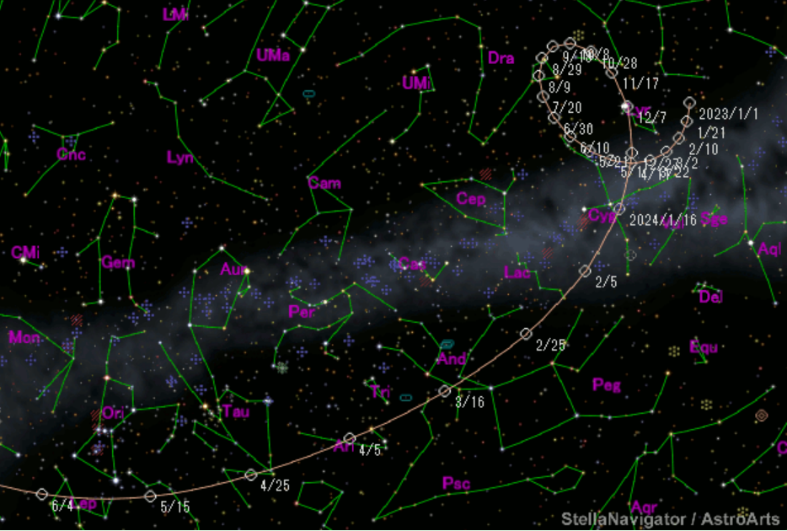 LMi
UMa
Dra
UMi
9/18
10/8
10/28
8/29
11/17
8/9
7/20
12/7
2023/1/1
6/30
1/21
6/10
2/10
Cnc
Lyn
Cam
Cep
Cyg
2024/1/16
Sge
Aql
CMi
Gem
Aur
Cas
Lac
2/5
Del
Per
Mon
2/25
Equ
And
Tri
Peg
3/16
Ori
Tau
Ari
4/5
4/25
Psc
6/4
Lep
5/15
Aqr
StellaNavigator / AstroArts